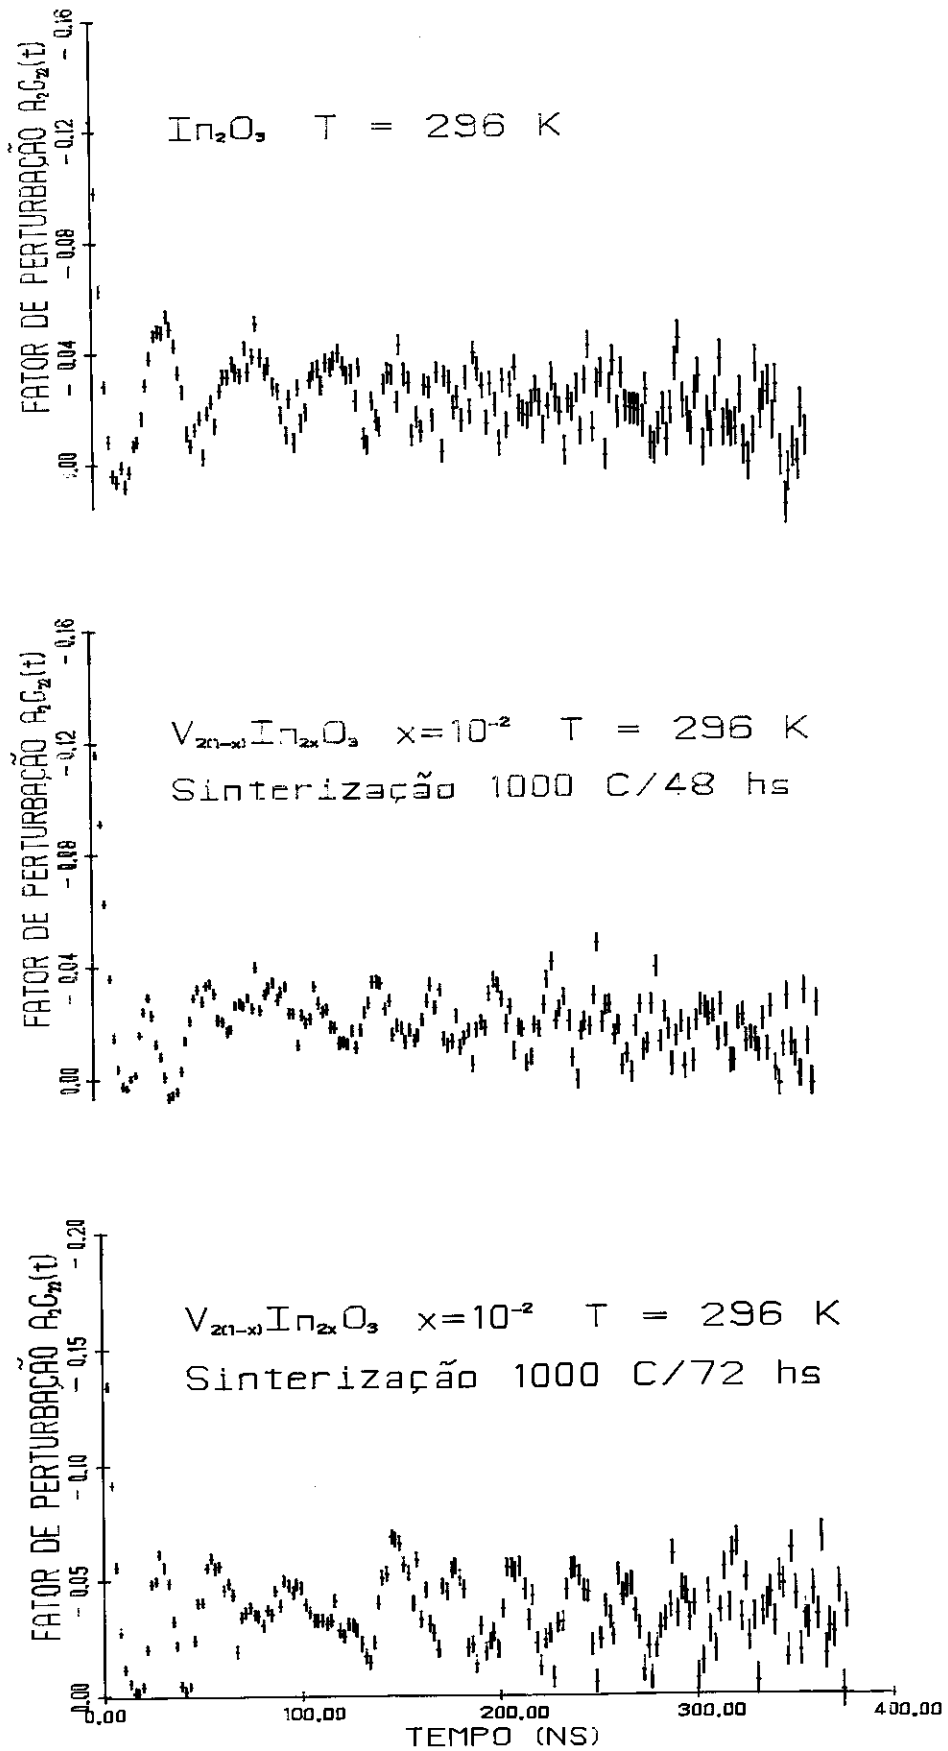 FATOR DE PERTURBAÇÃO A₂G₂₂(t)
- 0.16
- 0.12
- 0.08
- 0.04
0.00
In₂O₃ T = 296 K
FATOR DE PERTURBAÇÃO A₂G₂₂(t)
- 0.16
- 0.12
- 0.08
- 0.04
0.00
V₂₍₁₋ₓ₎In₂ₓO₃ x=10⁻² T = 296 K
Sinterização 1000 C/48 hs
FATOR DE PERTURBAÇÃO A₂G₂₂(t)
- 0.20
- 0.15
- 0.10
- 0.05
0.00
V₂₍₁₋ₓ₎In₂ₓO₃ x=10⁻² T = 296 K
Sinterização 1000 C/72 hs
0.00 100.00 200.00 300.00 400.00
TEMPO (NS)